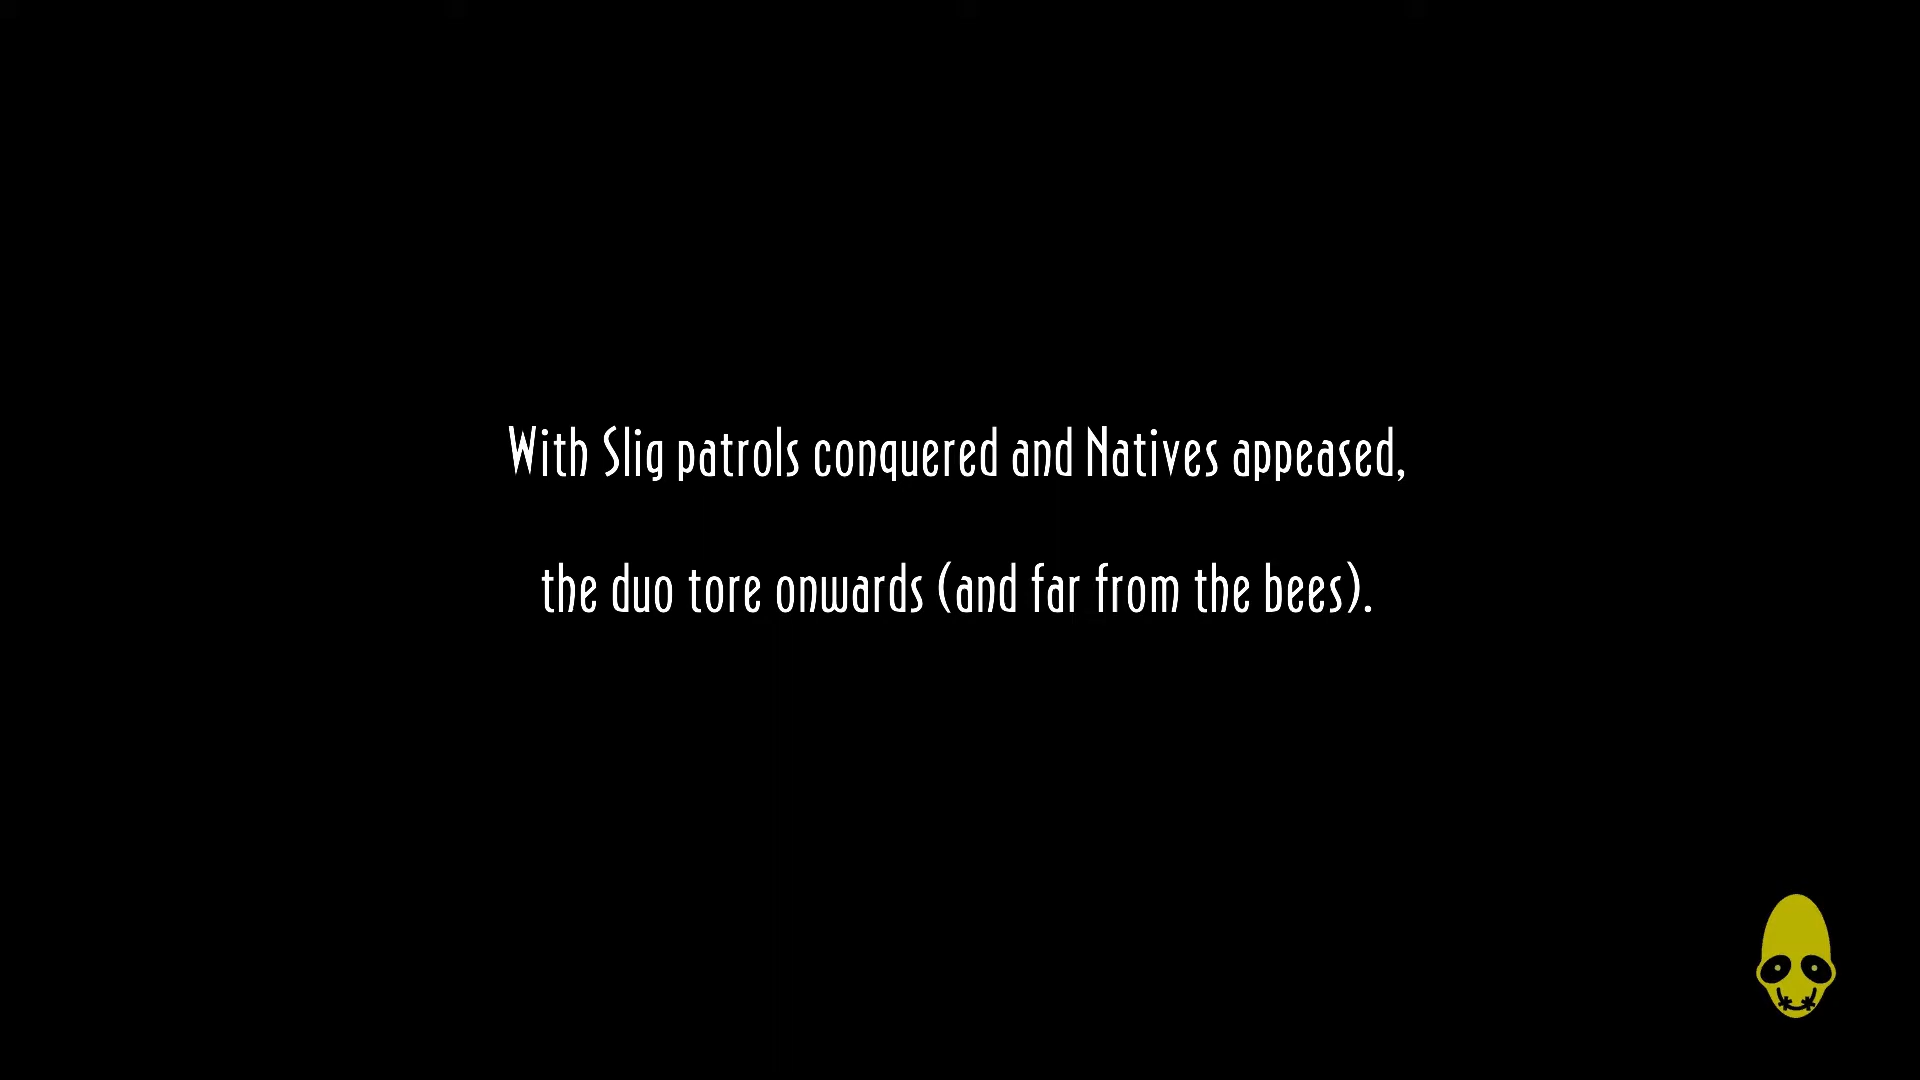 With Slig patrols conquered and Natives appeased,
the duo tore onwards (and far from the bees).